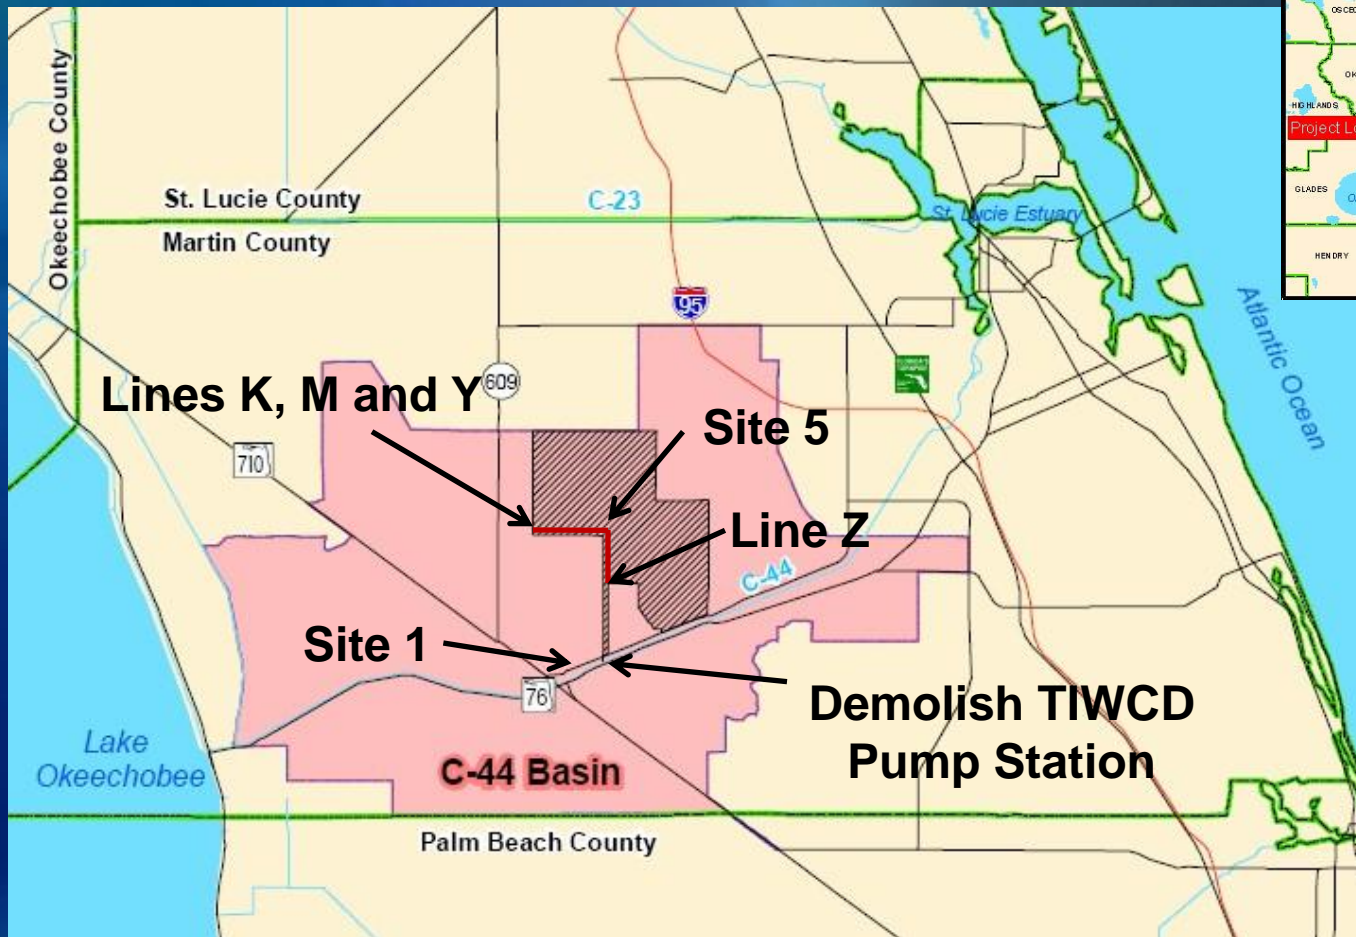 Okeechobee County
St. Lucie County
C-23
Martin County
St. Lucie Estuary
95
Atlantic Ocean
HIGHLANDS
Project
GLADES
HENDRY
Lines K, M and Y
609
Site 5
710
Line Z
C-44
Site 1
76
Demolish TIWCD
Pump Station
Lake
Okeechobee
C-44 Basin
Palm Beach County